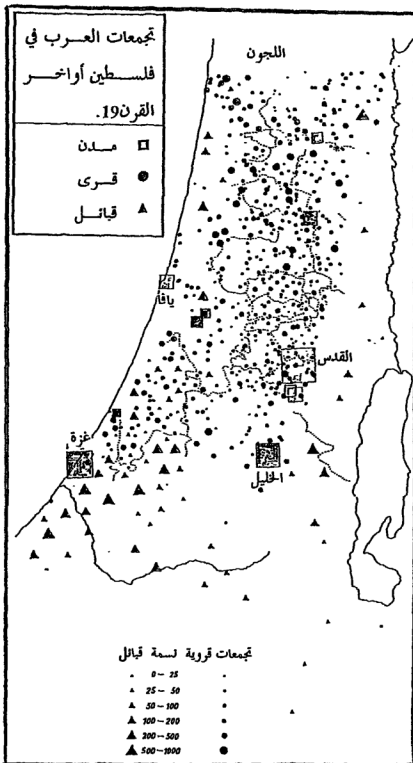 تجمعات العرب في
فلسطين أواخر
القرن19.
مدن
قرى
قبائل
اللجون
يافا
القدس
غزة
الخليل
تجمعات قروية نسمة قبائل
0 – 25
25 – 50
50 – 100
100 – 200
200 – 500
500 – 1000